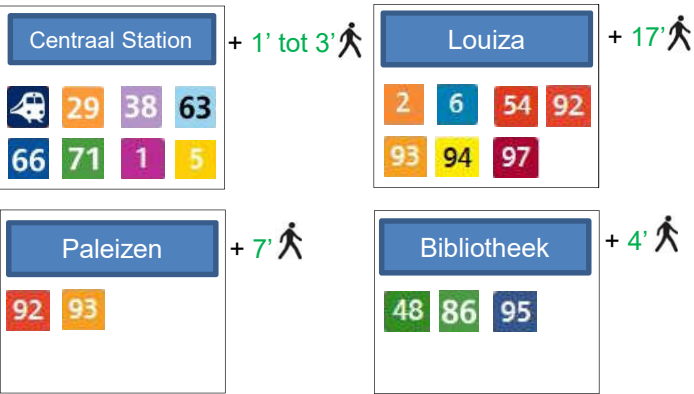 Centraal Station + 1’ tot 3’
29 38 63
66 71 1 5
Louiza + 17’
2 6 54 92
93 94 97
Paleizen + 7’
92 93
Bibliotheek + 4’
48 86 95